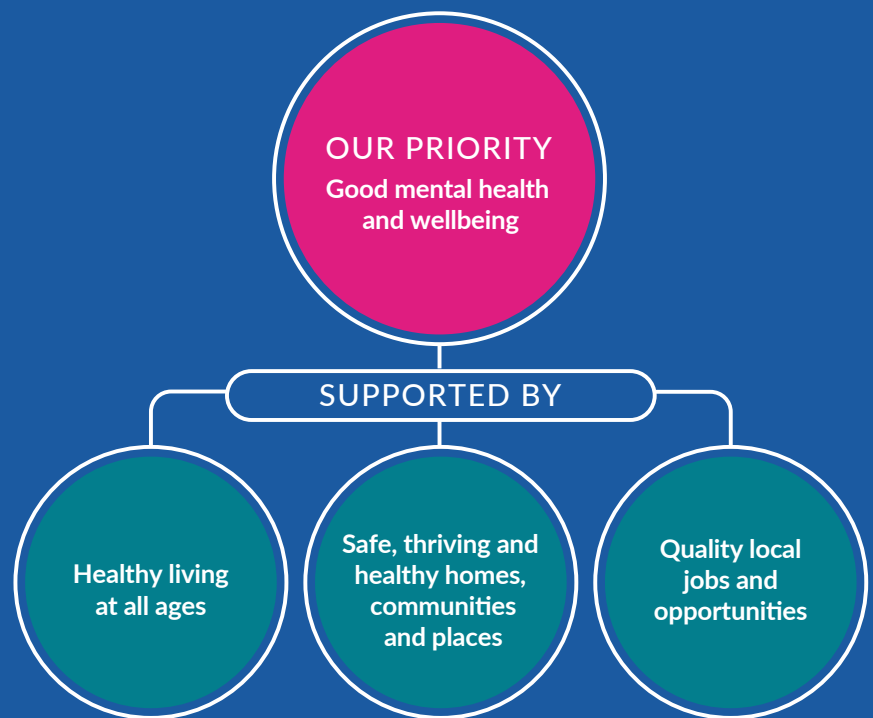 OUR PRIORITY
Good mental health
and wellbeing
SUPPORTED BY
Healthy living
at all ages
Safe, thriving and
healthy homes,
communities
and places
Quality local
jobs and
opportunities